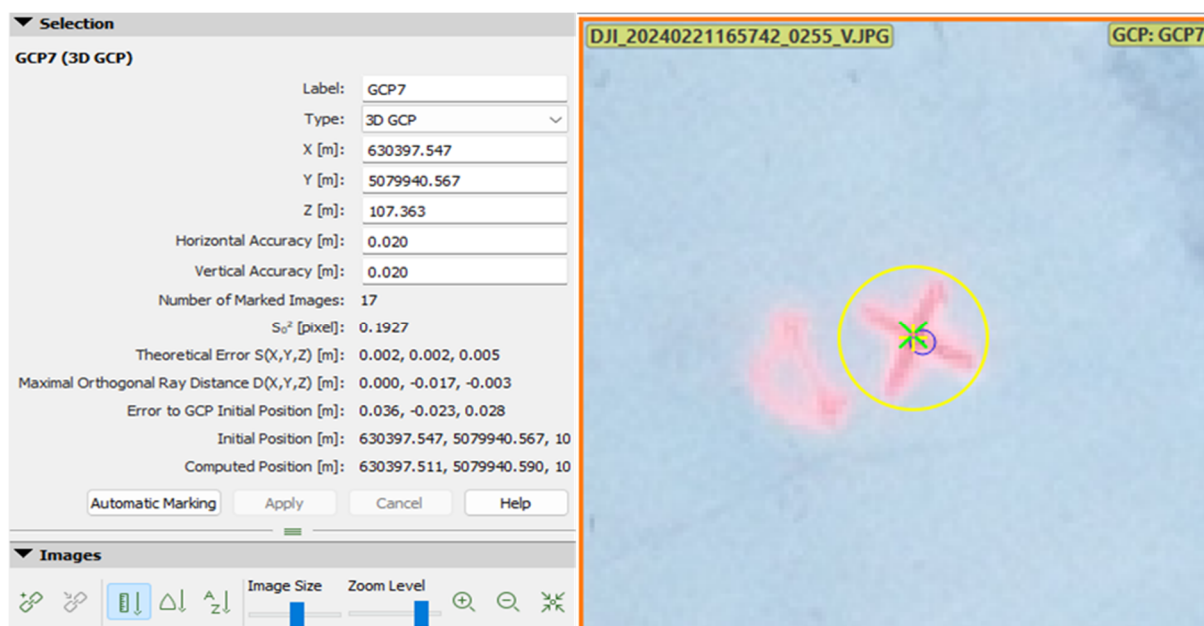 Selection
GCP7 (3D GCP)
Label: GCP7
Type: 3D GCP
X [m]: 630397.547
Y [m]: 5079940.567
Z [m]: 107.363
Horizontal Accuracy [m]: 0.020
Vertical Accuracy [m]: 0.020
Number of Marked Images: 17
S₀² [pixel]: 0.1927
Theoretical Error S(X,Y,Z) [m]: 0.002, 0.002, 0.005
Maximal Orthogonal Ray Distance D(X,Y,Z) [m]: 0.000, -0.017, -0.003
Error to GCP Initial Position [m]: 0.036, -0.023, 0.028
Initial Position [m]: 630397.547, 5079940.567, 10
Computed Position [m]: 630397.511, 5079940.590, 10
Automatic Marking Apply Cancel Help
Images
Image Size Zoom Level
A
Z
DJI_20240221165742_0255_V.JPG GCP: GCP7